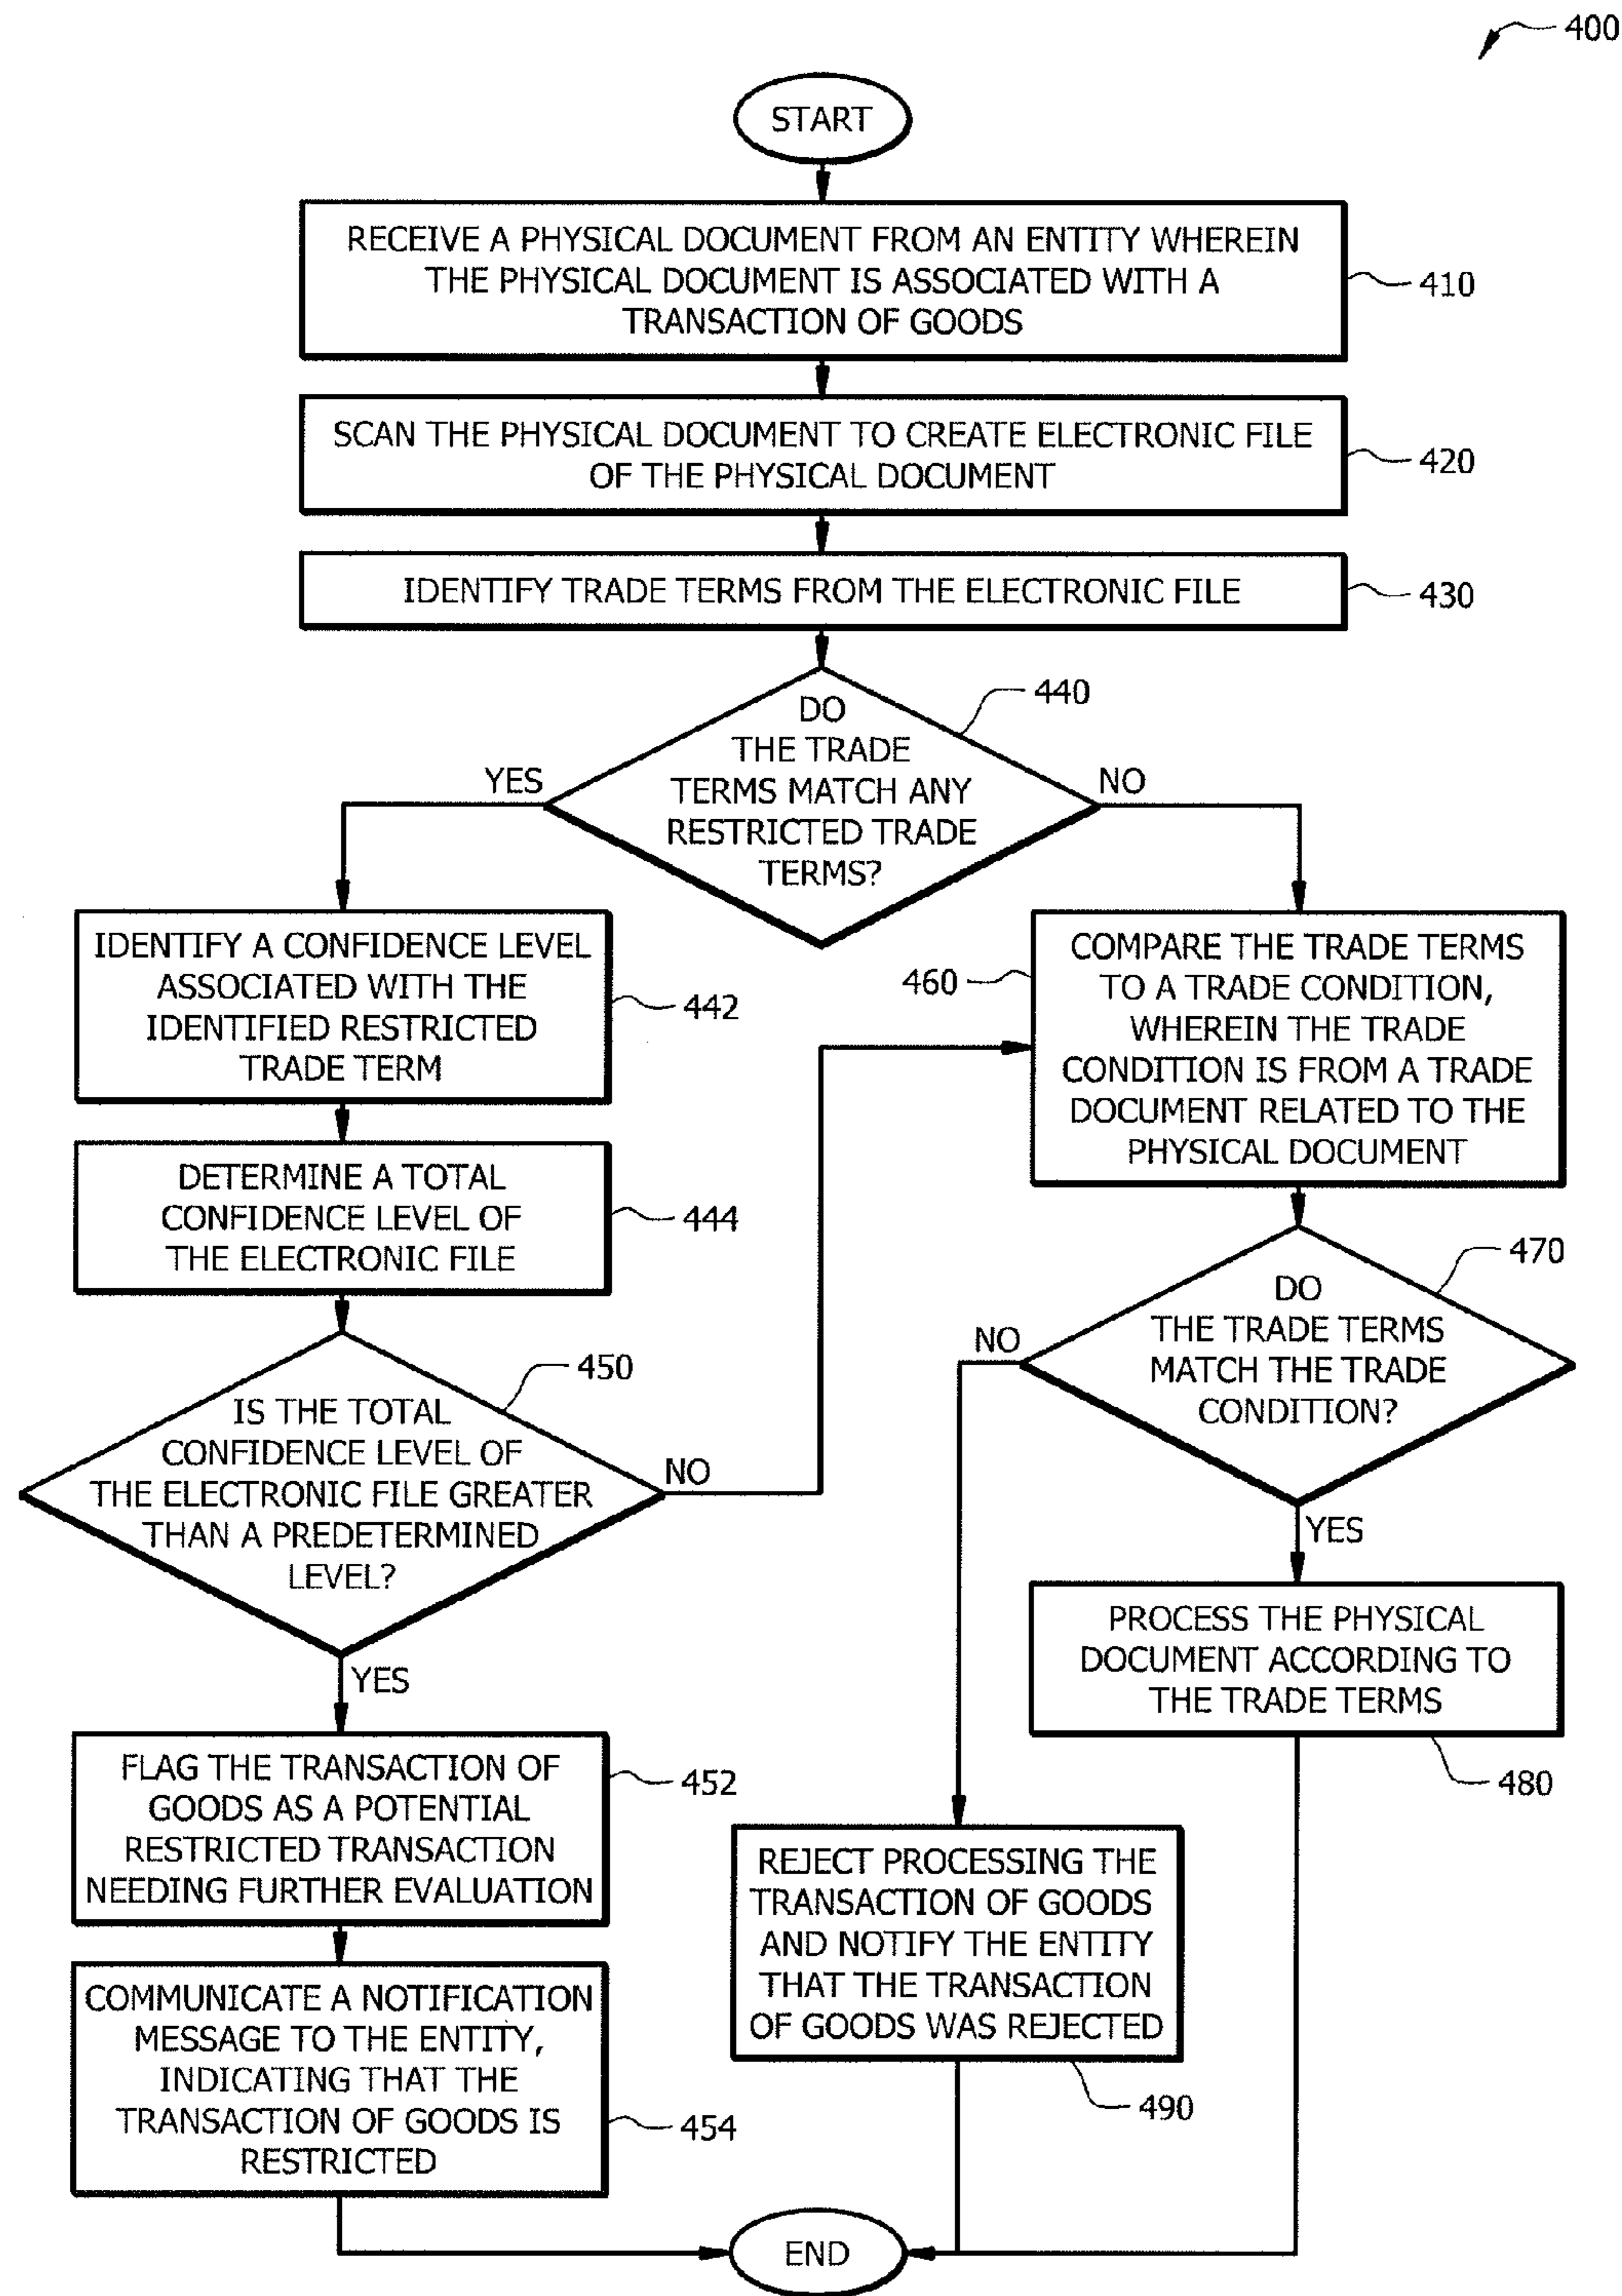 400
START
RECEIVE A PHYSICAL DOCUMENT FROM AN ENTITY WHEREIN
THE PHYSICAL DOCUMENT IS ASSOCIATED WITH A
TRANSACTION OF GOODS
410
SCAN THE PHYSICAL DOCUMENT TO CREATE ELECTRONIC FILE
OF THE PHYSICAL DOCUMENT
420
IDENTIFY TRADE TERMS FROM THE ELECTRONIC FILE
430
DO
THE TRADE
TERMS MATCH ANY
RESTRICTED TRADE
TERMS?
440
YES
NO
IDENTIFY A CONFIDENCE LEVEL
ASSOCIATED WITH THE
IDENTIFIED RESTRICTED
TRADE TERM
442
DETERMINE A TOTAL
CONFIDENCE LEVEL OF
THE ELECTRONIC FILE
444
IS THE TOTAL
CONFIDENCE LEVEL OF
THE ELECTRONIC FILE GREATER
THAN A PREDETERMINED
LEVEL?
450
NO
YES
FLAG THE TRANSACTION OF
GOODS AS A POTENTIAL
RESTRICTED TRANSACTION
NEEDING FURTHER EVALUATION
452
COMMUNICATE A NOTIFICATION
MESSAGE TO THE ENTITY,
INDICATING THAT THE
TRANSACTION OF GOODS IS
RESTRICTED
454
460
COMPARE THE TRADE TERMS
TO A TRADE CONDITION,
WHEREIN THE TRADE
CONDITION IS FROM A TRADE
DOCUMENT RELATED TO THE
PHYSICAL DOCUMENT
DO
THE TRADE TERMS
MATCH THE TRADE
CONDITION?
470
NO
YES
PROCESS THE PHYSICAL
DOCUMENT ACCORDING TO
THE TRADE TERMS
480
REJECT PROCESSING THE
TRANSACTION OF GOODS
AND NOTIFY THE ENTITY
THAT THE TRANSACTION
OF GOODS WAS REJECTED
490
END